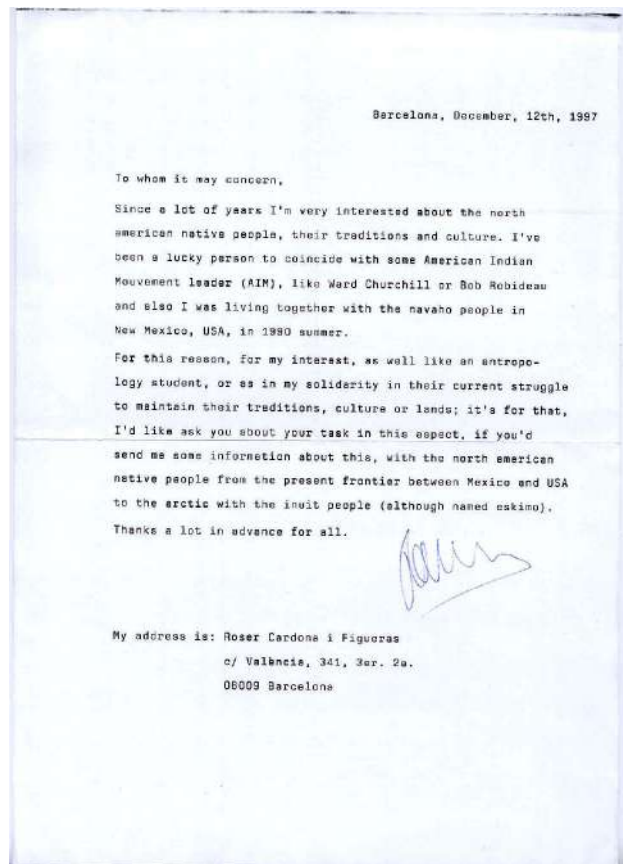 Barcelona, December, 12th, 1997
To whom it may concern,
Since a lot of years I'm very interested about the north
american native people, their traditions and culture. I've
been a lucky person to coincide with some American Indian
Mouvement leader (AIM), like Ward Churchill or Bob Robideau
and also I was living together with the navaho people in
New Mexico, USA, in 1990 summer.
For this reason, for my interest, as well like an antropo-
logy student, or as in my solidarity in their current struggle
to maintain their traditions, culture or lands; it's for that,
I'd like ask you about your task in this aspect, if you'd
send me some information about this, with the north american
native people from the present frontier between Mexico and USA
to the arctic with the inuit people (although named eskimo).
Thanks a lot in advance for all.
My address is: Roser Cardona i Figueras
c/ València, 341, 3er. 2a.
08009 Barcelona